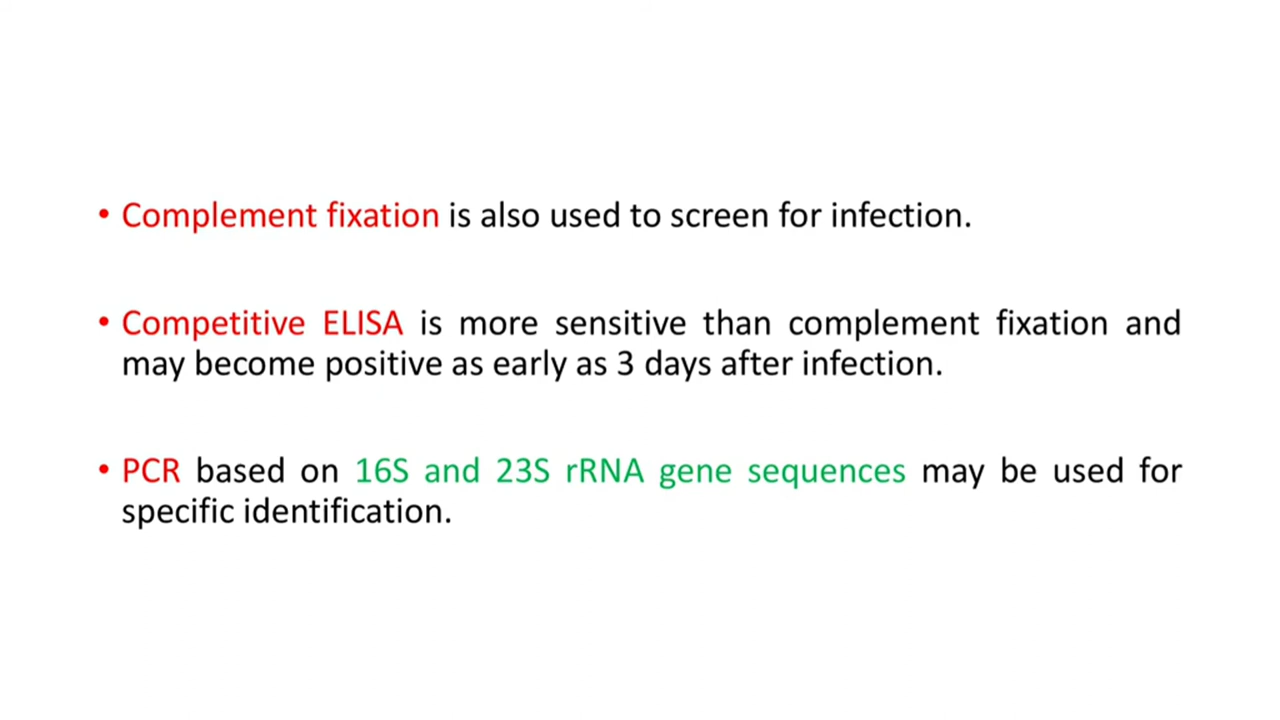 • Complement fixation is also used to screen for infection.
• Competitive ELISA is more sensitive than complement fixation and
may become positive as early as 3 days after infection.
• PCR based on 16S and 23S rRNA gene sequences may be used for
specific identification.